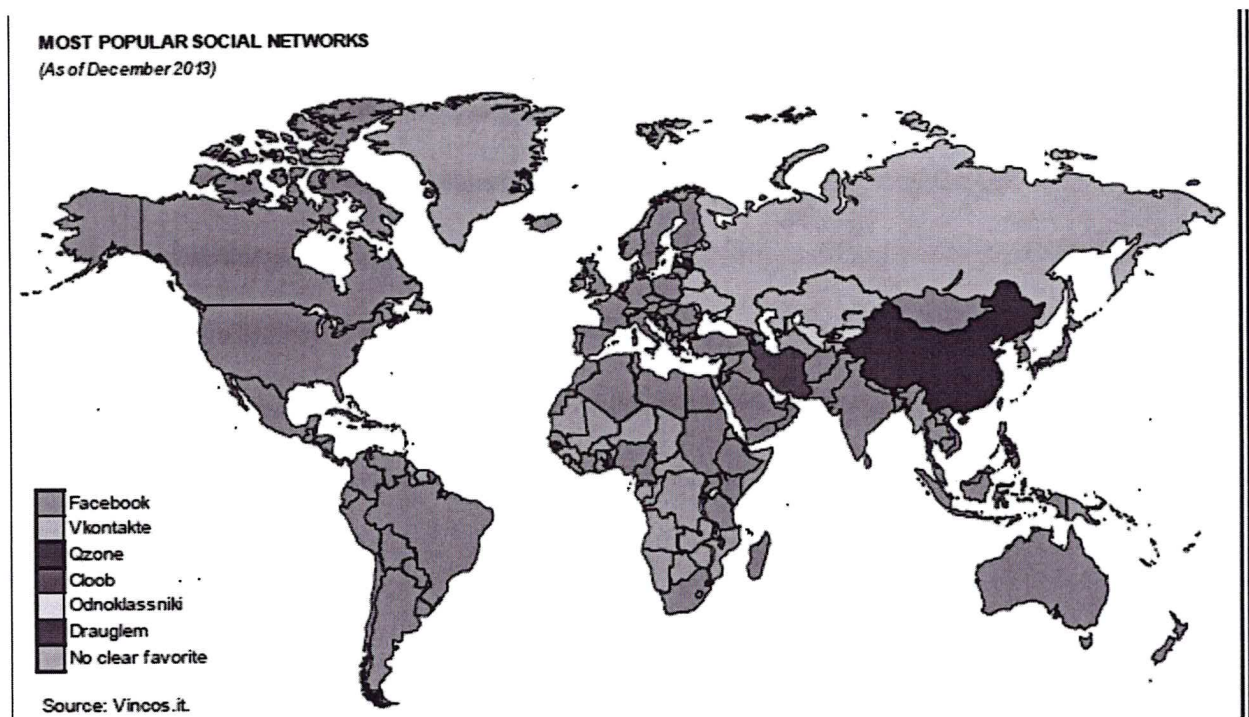 MOST POPULAR SOCIAL NETWORKS
(As of December 2013)
Facebook
Vkontakte
Qzone
Cloob
Odnoklassniki
Drauglem
No clear favorite
Source: Vincos.it.